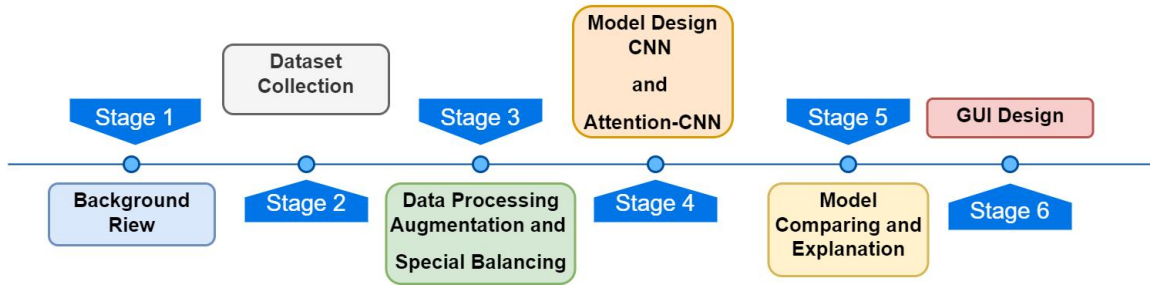 Stage 1
Background
Riew
Dataset
Collection
Stage 2
Stage 3
Data Processing
Augmentation and
Special Balancing
Model Design
CNN
and
Attention-CNN
Stage 4
Stage 5
Model
Comparing and
Explanation
GUI Design
Stage 6